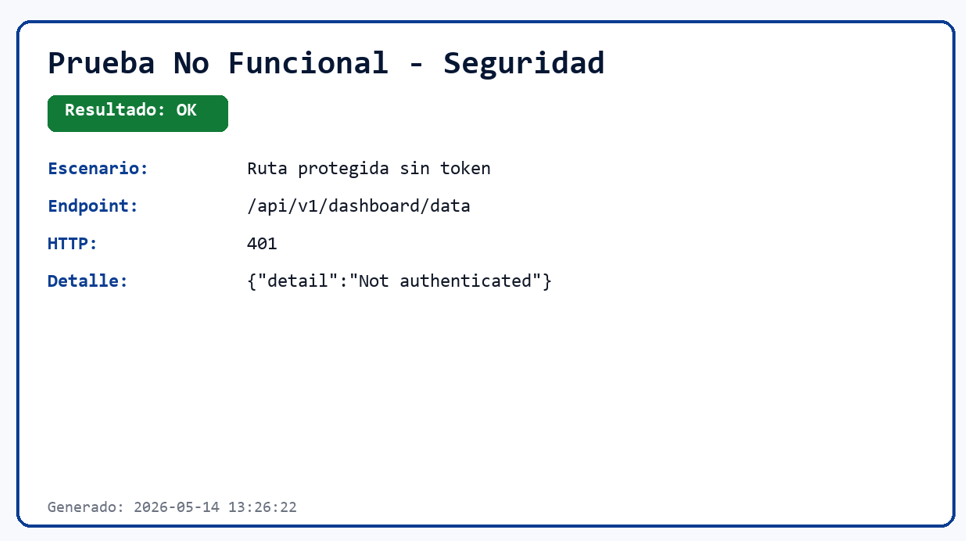 Prueba No Funcional - Seguridad
Resultado: OK
Escenario: Ruta protegida sin token
Endpoint: /api/v1/dashboard/data
HTTP: 401
Detalle: {"detail":"Not authenticated"}
Generado: 2026-05-14 13:26:22